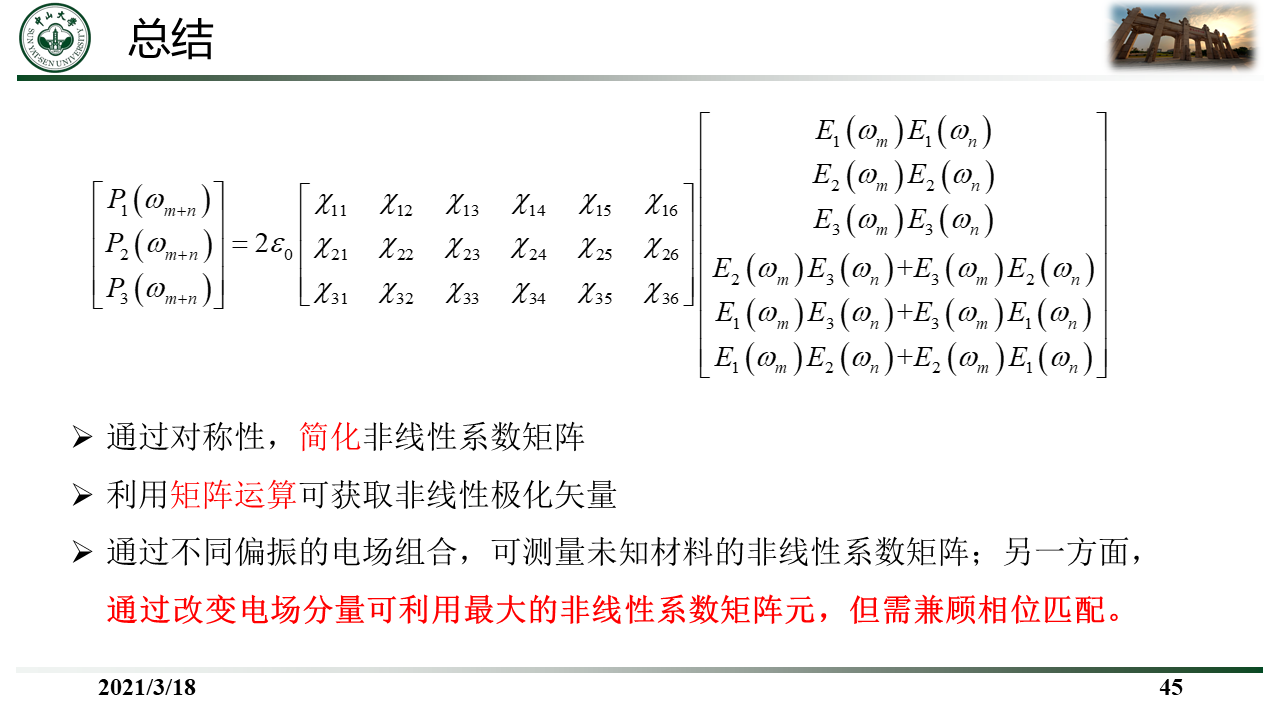 中山大学
SUN YAT-SEN UNIVERSITY
总结
\begin{bmatrix} P_1(\omega_{m+n}) \\ P_2(\omega_{m+n}) \\ P_3(\omega_{m+n}) \end{bmatrix} = 2\varepsilon_0 \begin{bmatrix} \chi_{11} & \chi_{12} & \chi_{13} & \chi_{14} & \chi_{15} & \chi_{16} \\ \chi_{21} & \chi_{22} & \chi_{23} & \chi_{24} & \chi_{25} & \chi_{26} \\ \chi_{31} & \chi_{32} & \chi_{33} & \chi_{34} & \chi_{35} & \chi_{36} \end{bmatrix} \begin{bmatrix} E_1(\omega_m)E_1(\omega_n) \\ E_2(\omega_m)E_2(\omega_n) \\ E_3(\omega_m)E_3(\omega_n) \\ E_2(\omega_m)E_3(\omega_n)+E_3(\omega_m)E_2(\omega_n) \\ E_1(\omega_m)E_3(\omega_n)+E_3(\omega_m)E_1(\omega_n) \\ E_1(\omega_m)E_2(\omega_n)+E_2(\omega_m)E_1(\omega_n) \end{bmatrix}
➢ 通过对称性，简化非线性系数矩阵
➢ 利用矩阵运算可获取非线性极化矢量
➢ 通过不同偏振的电场组合，可测量未知材料的非线性系数矩阵；另一方面，
通过改变电场分量可利用最大的非线性系数矩阵元，但需兼顾相位匹配。
2021/3/18
45